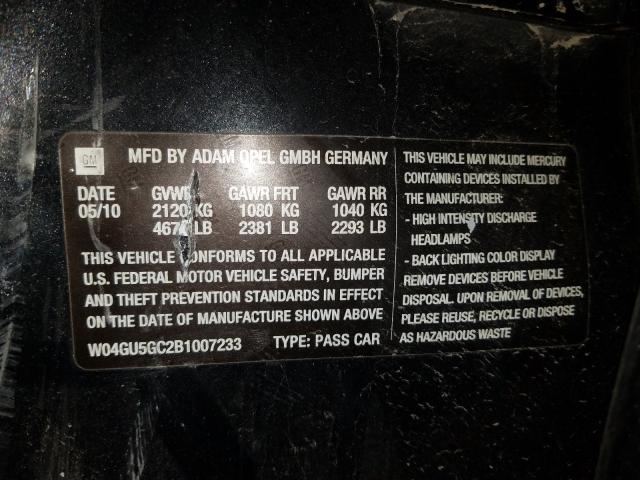 GM MFD BY ADAM OPEL GMBH GERMANY
DATE GVWR GAWR FRT GAWR RR
05/10 2120 KG 1080 KG 1040 KG
LB 2381 LB 2293 LB
THIS VEHICLE CONFORMS TO ALL APPLICABLE
U.S. FEDERAL MOTOR VEHICLE SAFETY, BUMPER
AND THEFT PREVENTION STANDARDS IN EFFECT
ON THE DATE OF MANUFACTURE SHOWN ABOVE
W04GU5GC2B1007233 TYPE: PASS CAR
THIS VEHICLE MAY INCLUDE MERCURY
CONTAINING DEVICES INSTALLED BY
THE MANUFACTURER:
- HIGH INTENSITY DISCHARGE
HEADLAMPS
- BACK LIGHTING COLOR DISPLAY
REMOVE DEVICES BEFORE VEHICLE
DISPOSAL. UPON REMOVAL OF DEVICES,
PLEASE REUSE, RECYCLE OR DISPOSE
AS HAZARDOUS WASTE